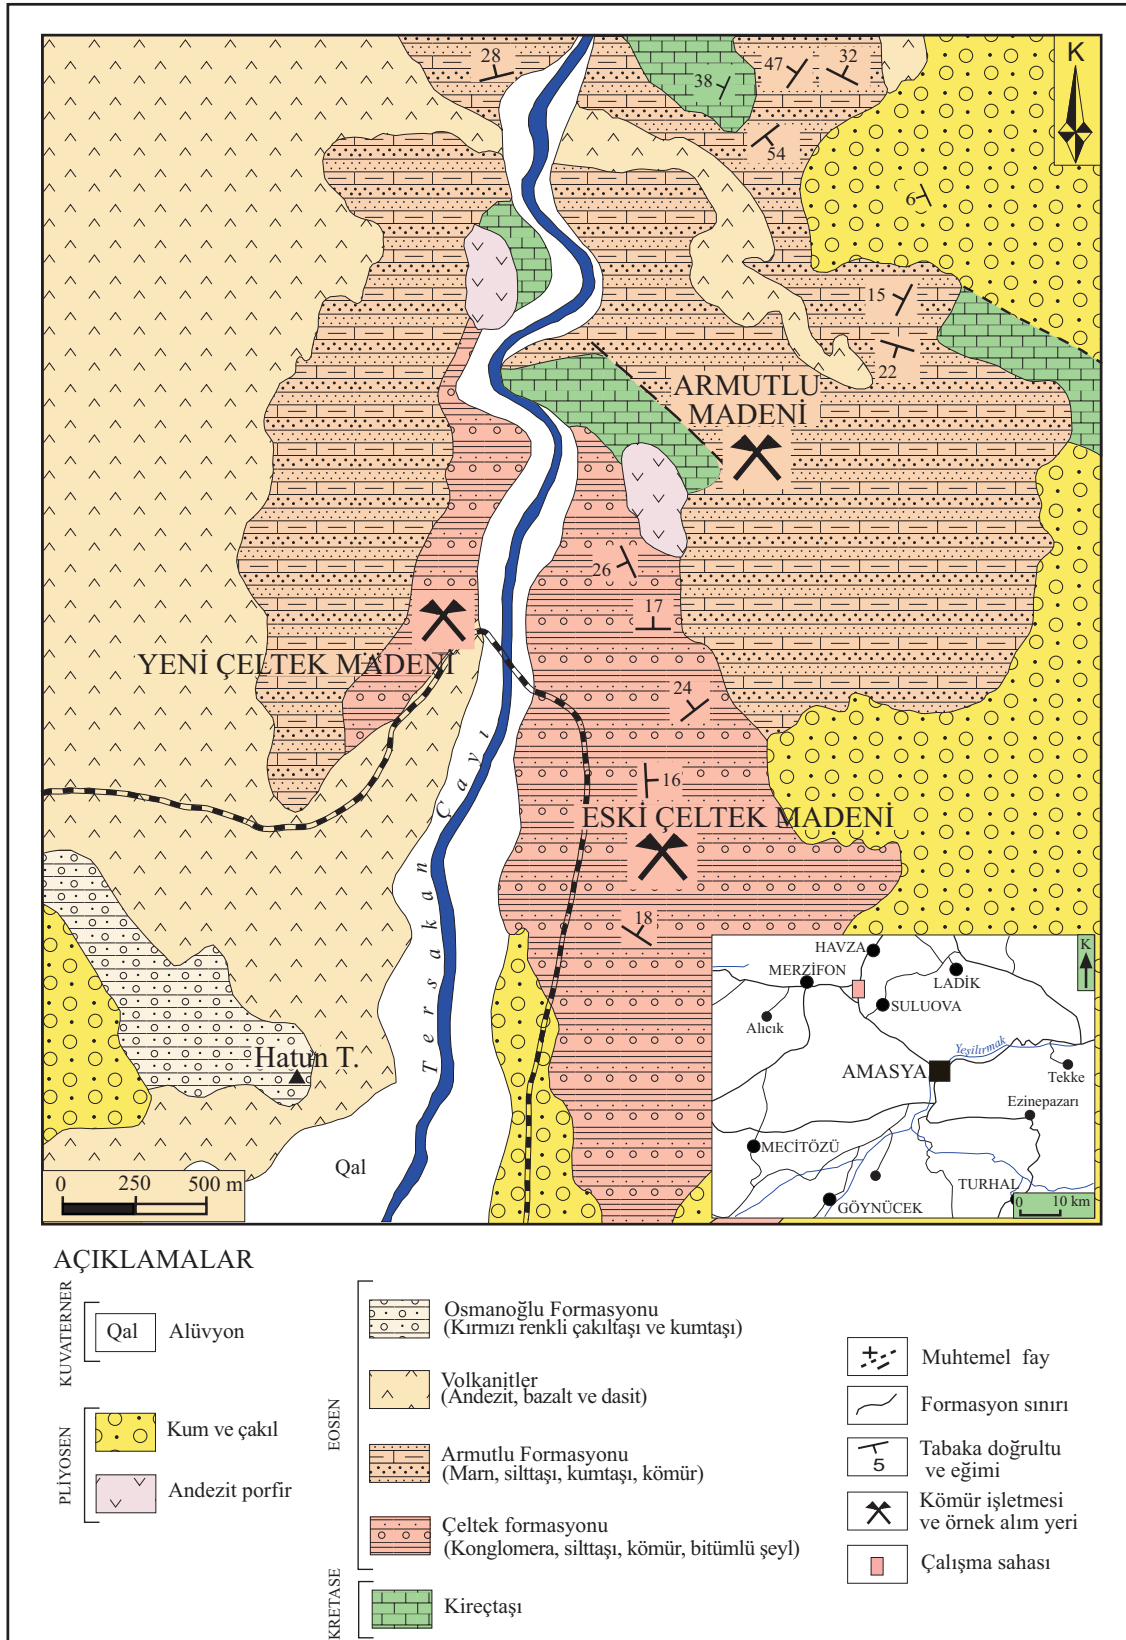 28
47
32
38
K
54
6
15
22
ARMUTLU
MADENİ
26
17
YENİ ÇELTEK MADENİ
24
16
ESKİ ÇELTEK MADENİ
Tersakan Çayı
18
HAVZA
K
MERZİFON
LADİK
SULUOVA
Alıcık
Yeşilırmak
AMASYA
Tekke
Hatun T.
Ezinepazarı
MECİTÖZÜ
Qal
TURHAL
0 250 500 m
GÖYNÜCEK
0 10 km
AÇIKLAMALAR
KUVATERNER
Qal Alüvyon
PLİYOSEN
Kum ve çakıl
Andezit porfir
EOSEN
Osmanoğlu Formasyonu
(Kırmızı renkli çakıltaşı ve kumtaşı)
Volkanitler
(Andezit, bazalt ve dasit)
Armutlu Formasyonu
(Marn, silttaşı, kumtaşı, kömür)
Çeltek formasyonu
(Konglomera, silttaşı, kömür, bitümlü şeyl)
KRETASE
Kireçtaşı
Muhtemel fay
Formasyon sınırı
5
Tabaka doğrultu
ve eğimi
Kömür işletmesi
ve örnek alım yeri
Çalışma sahası